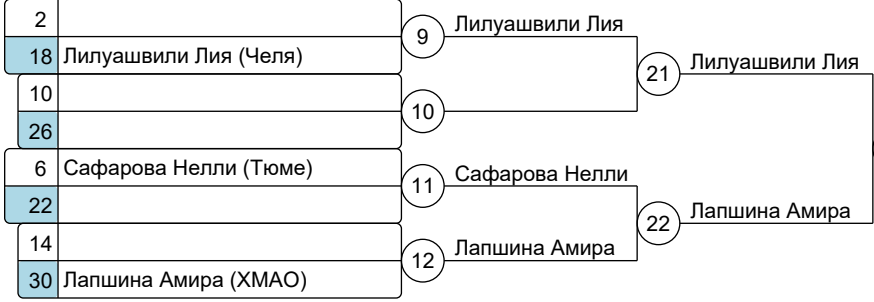 2
9 Лилуашвили Лия
18 Лилуашвили Лия (Челя)
21 Лилуашвили Лия
10
10
26
6 Сафарова Нелли (Тюме)
11 Сафарова Нелли
22
22 Лапшина Амира
14
12 Лапшина Амира
30 Лапшина Амира (ХМАО)